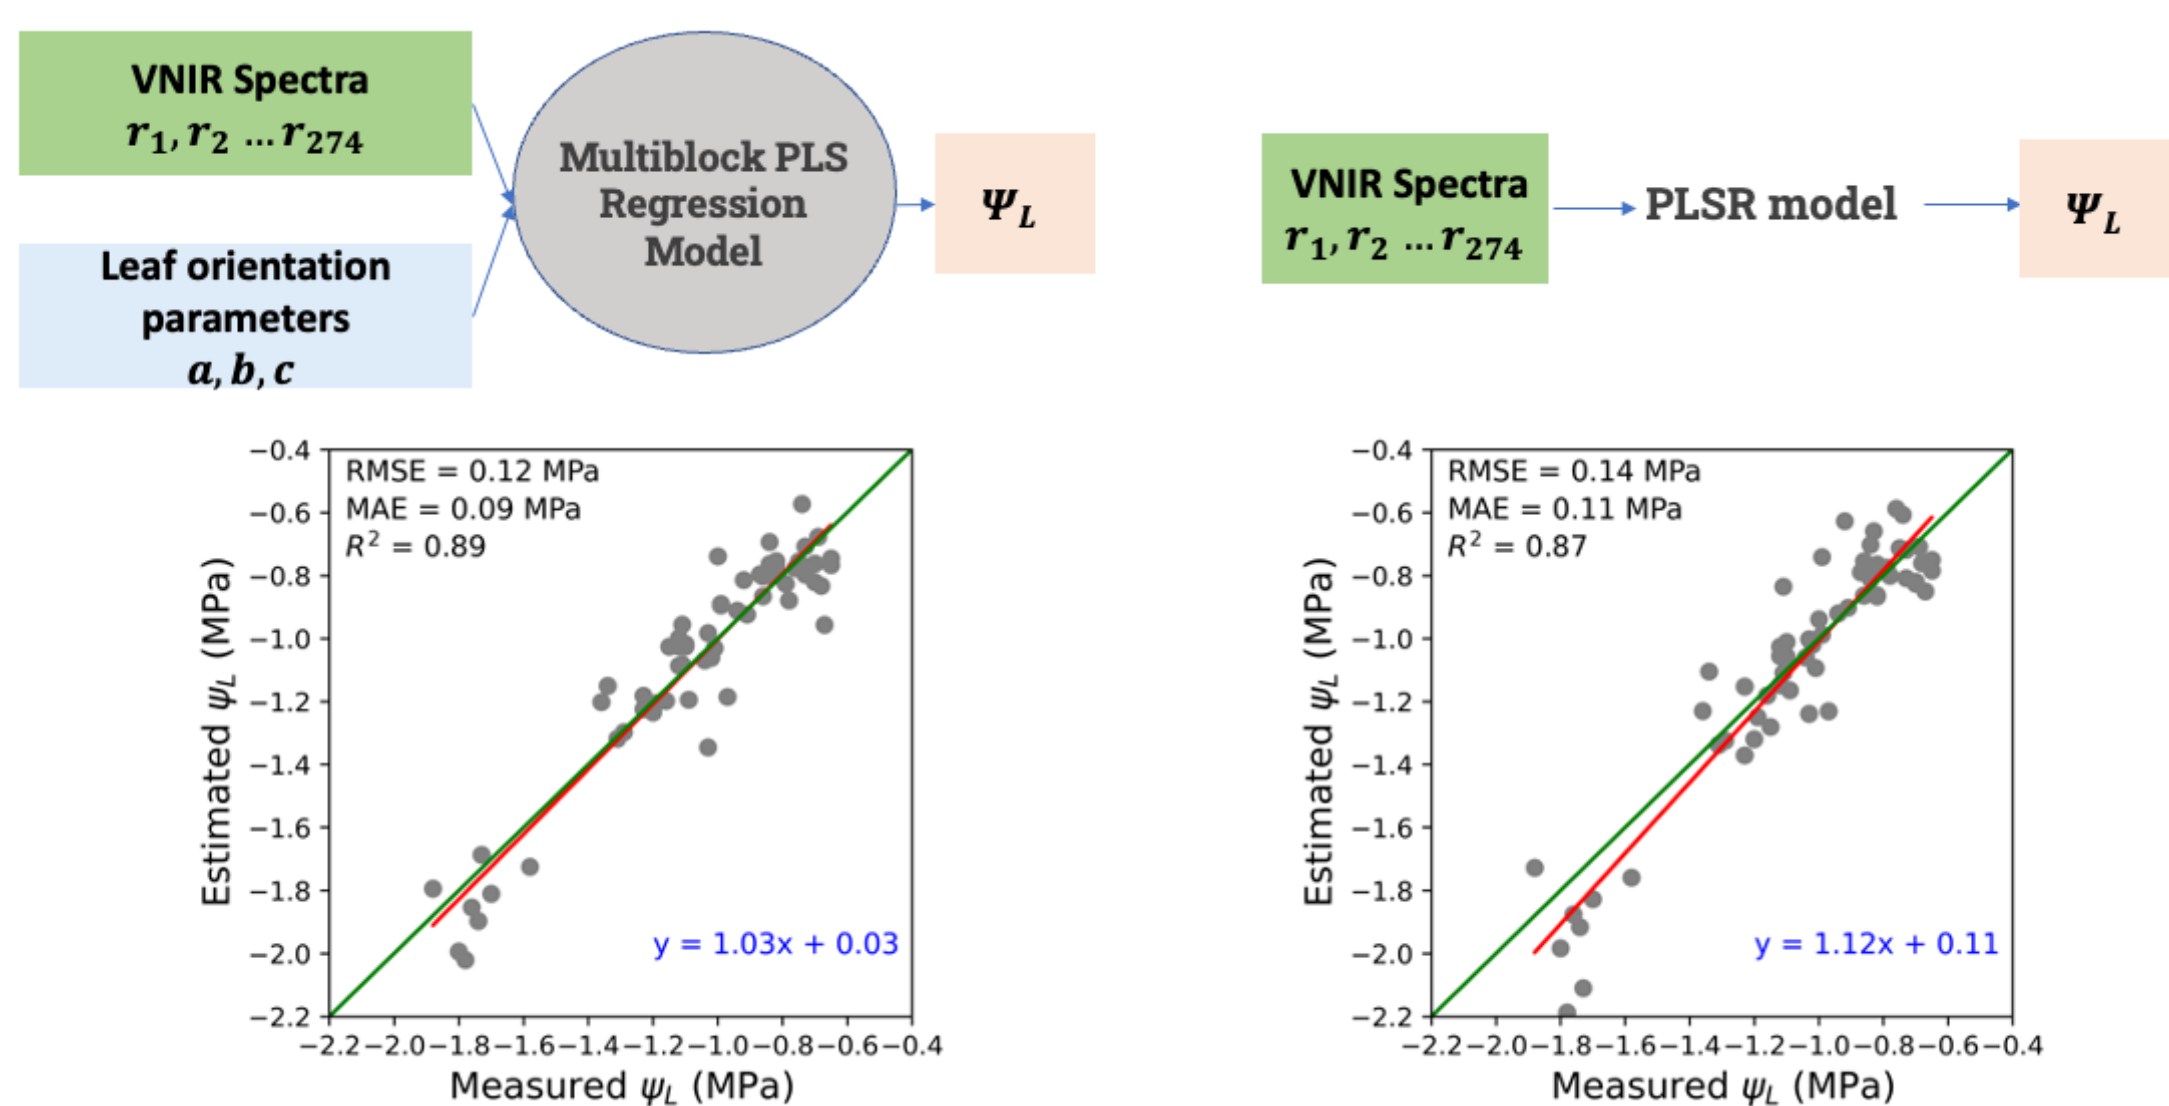 VNIR Spectra
r₁, r₂ ... r₂₇₄
Leaf orientation
parameters
a, b, c
Multiblock PLS
Regression
Model
Ψ_L
VNIR Spectra
r₁, r₂ ... r₂₇₄
PLSR model
Ψ_L
RMSE = 0.12 MPa
MAE = 0.09 MPa
R² = 0.89
y = 1.03x + 0.03
Estimated ψ_L (MPa)
−0.4
−0.6
−0.8
−1.0
−1.2
−1.4
−1.6
−1.8
−2.0
−2.2
−2.2 −2.0 −1.8 −1.6 −1.4 −1.2 −1.0 −0.8 −0.6 −0.4
Measured ψ_L (MPa)
RMSE = 0.14 MPa
MAE = 0.11 MPa
R² = 0.87
y = 1.12x + 0.11
Estimated ψ_L (MPa)
−0.4
−0.6
−0.8
−1.0
−1.2
−1.4
−1.6
−1.8
−2.0
−2.2
−2.2 −2.0 −1.8 −1.6 −1.4 −1.2 −1.0 −0.8 −0.6 −0.4
Measured ψ_L (MPa)